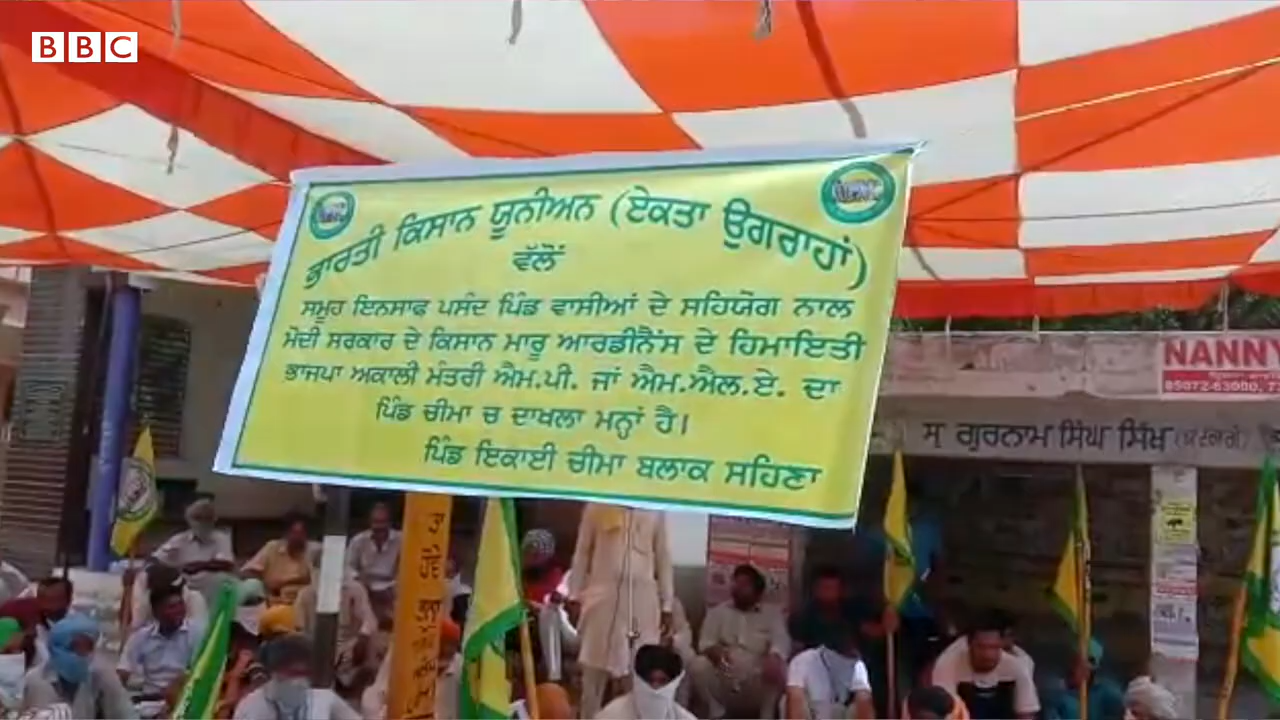 BBC
ਭਾਰਤੀ ਕਿਸਾਨ ਯੂਨੀਅਨ (ਏਕਤਾ ਉਗਰਾਹਾਂ)
ਵੱਲੋਂ
ਸਮੂਹ ਇਨਸਾਫ ਪਸੰਦ ਪਿੰਡ ਵਾਸੀਆਂ ਦੇ ਸਹਿਯੋਗ ਨਾਲ
ਮੋਦੀ ਸਰਕਾਰ ਦੇ ਕਿਸਾਨ ਮਾਰੂ ਆਰਡੀਨੈਂਸ ਦੇ ਹਿਮਾਇਤੀ
ਭਾਜਪਾ ਅਕਾਲੀ ਮੰਤਰੀ ਐਮ.ਪੀ. ਜਾਂ ਐਮ.ਐਲ.ਏ. ਦਾ
ਪਿੰਡ ਚੀਮਾ ਚ ਦਾਖਲਾ ਮਨ੍ਹਾਂ ਹੈ।
ਪਿੰਡ ਇਕਾਈ ਚੀਮਾ ਬਲਾਕ ਸਹਿਣਾ
NANNY
ਸ੍ਰ ਗੁਰਨਾਮ ਸਿੰਘ ਸਿੱਖ